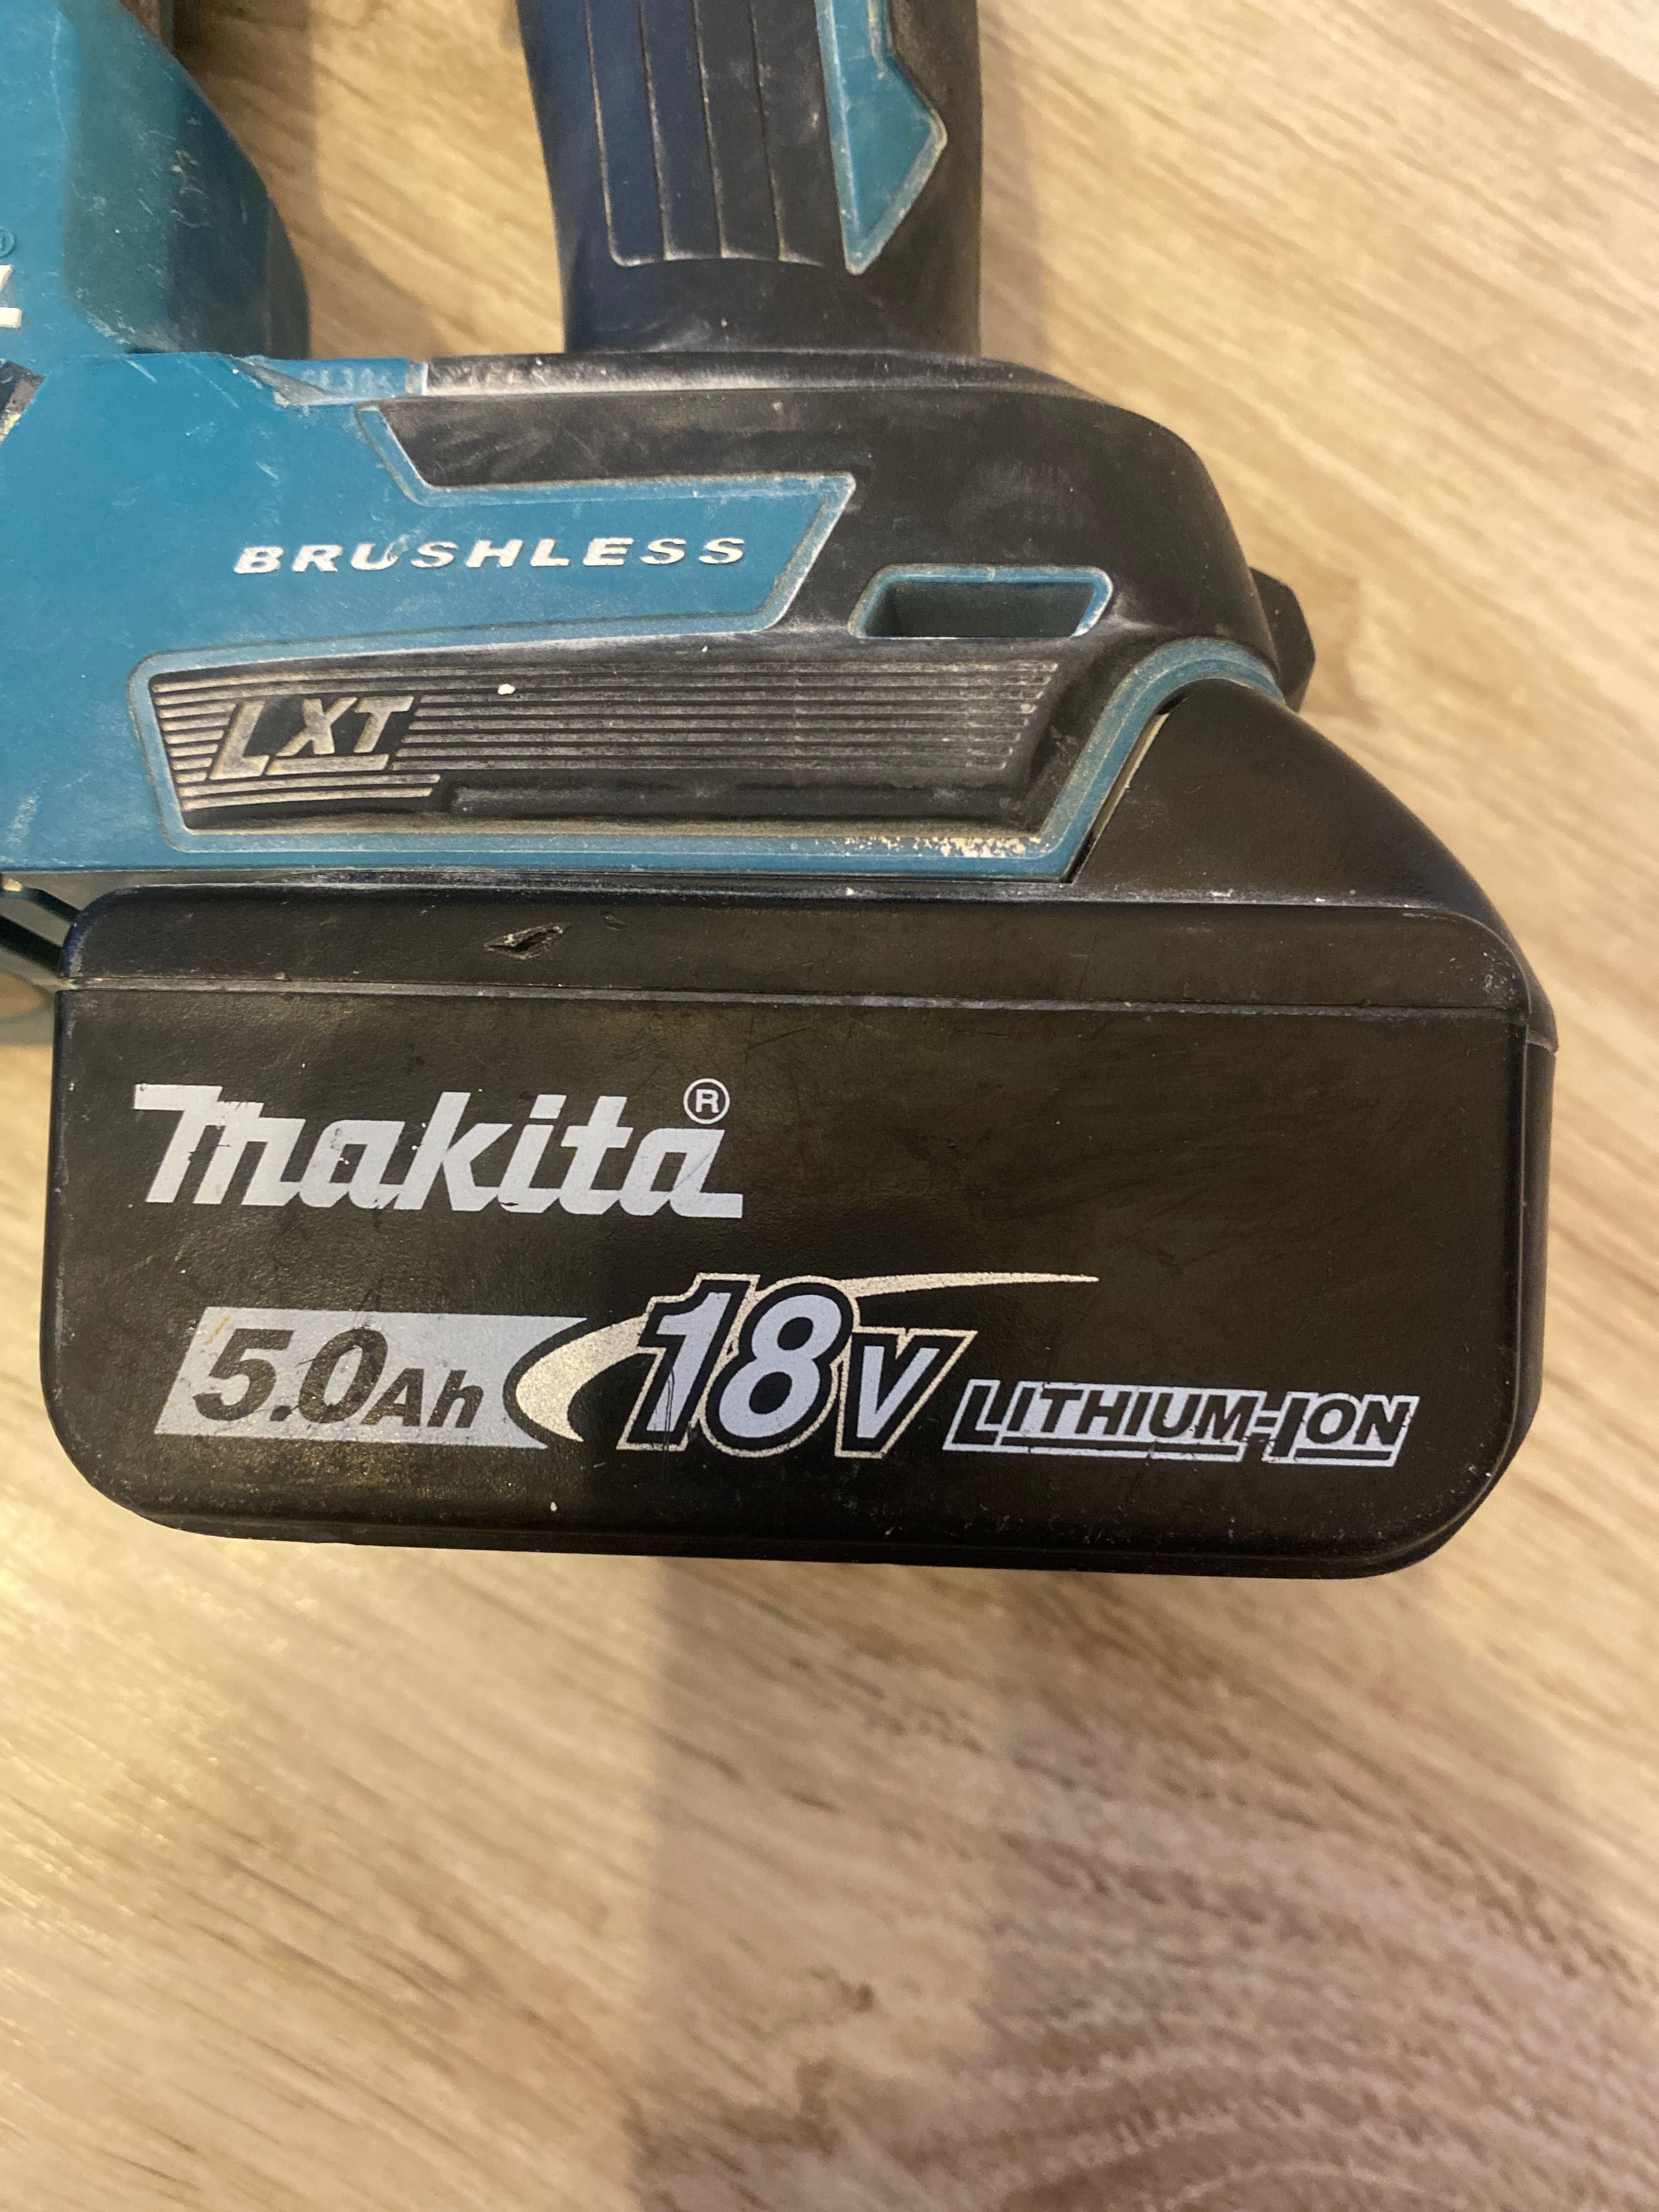 BRUSHLESS
LXT
makita®
5.0Ah 18V LITHIUM-ION